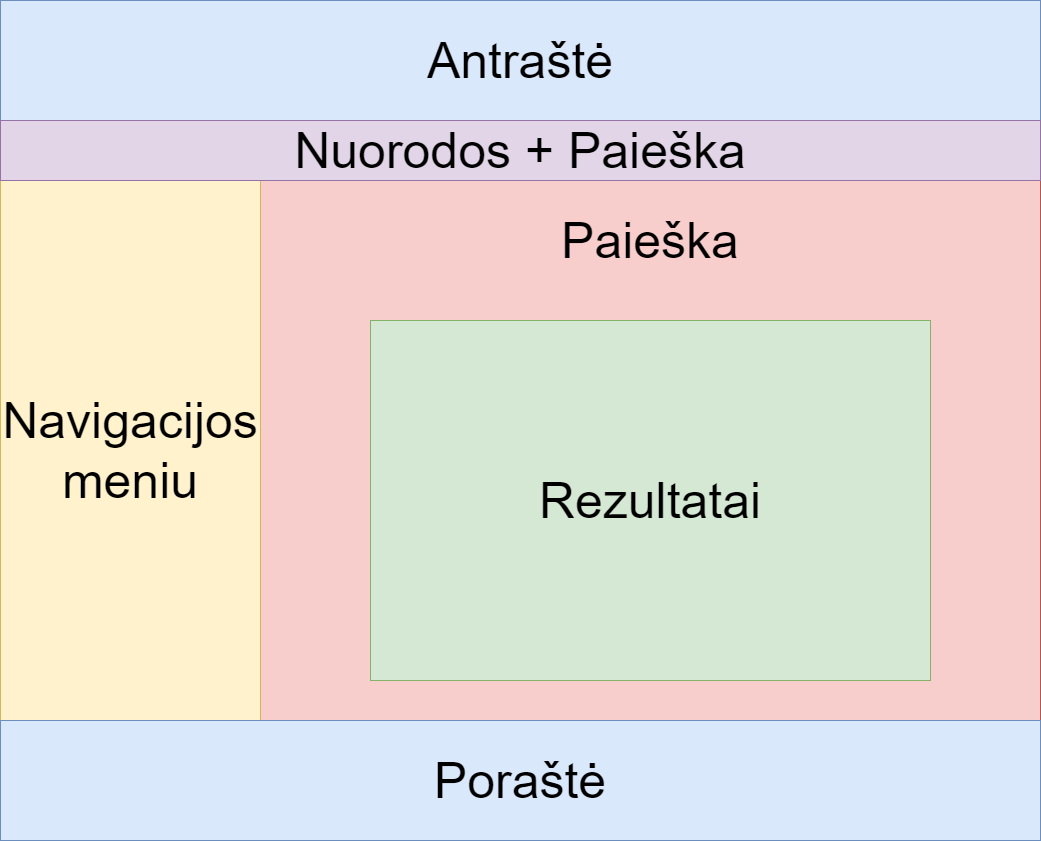 Antraštė
Nuorodos + Paieška
Paieška
Navigacijos
meniu
Rezultatai
Poraštė